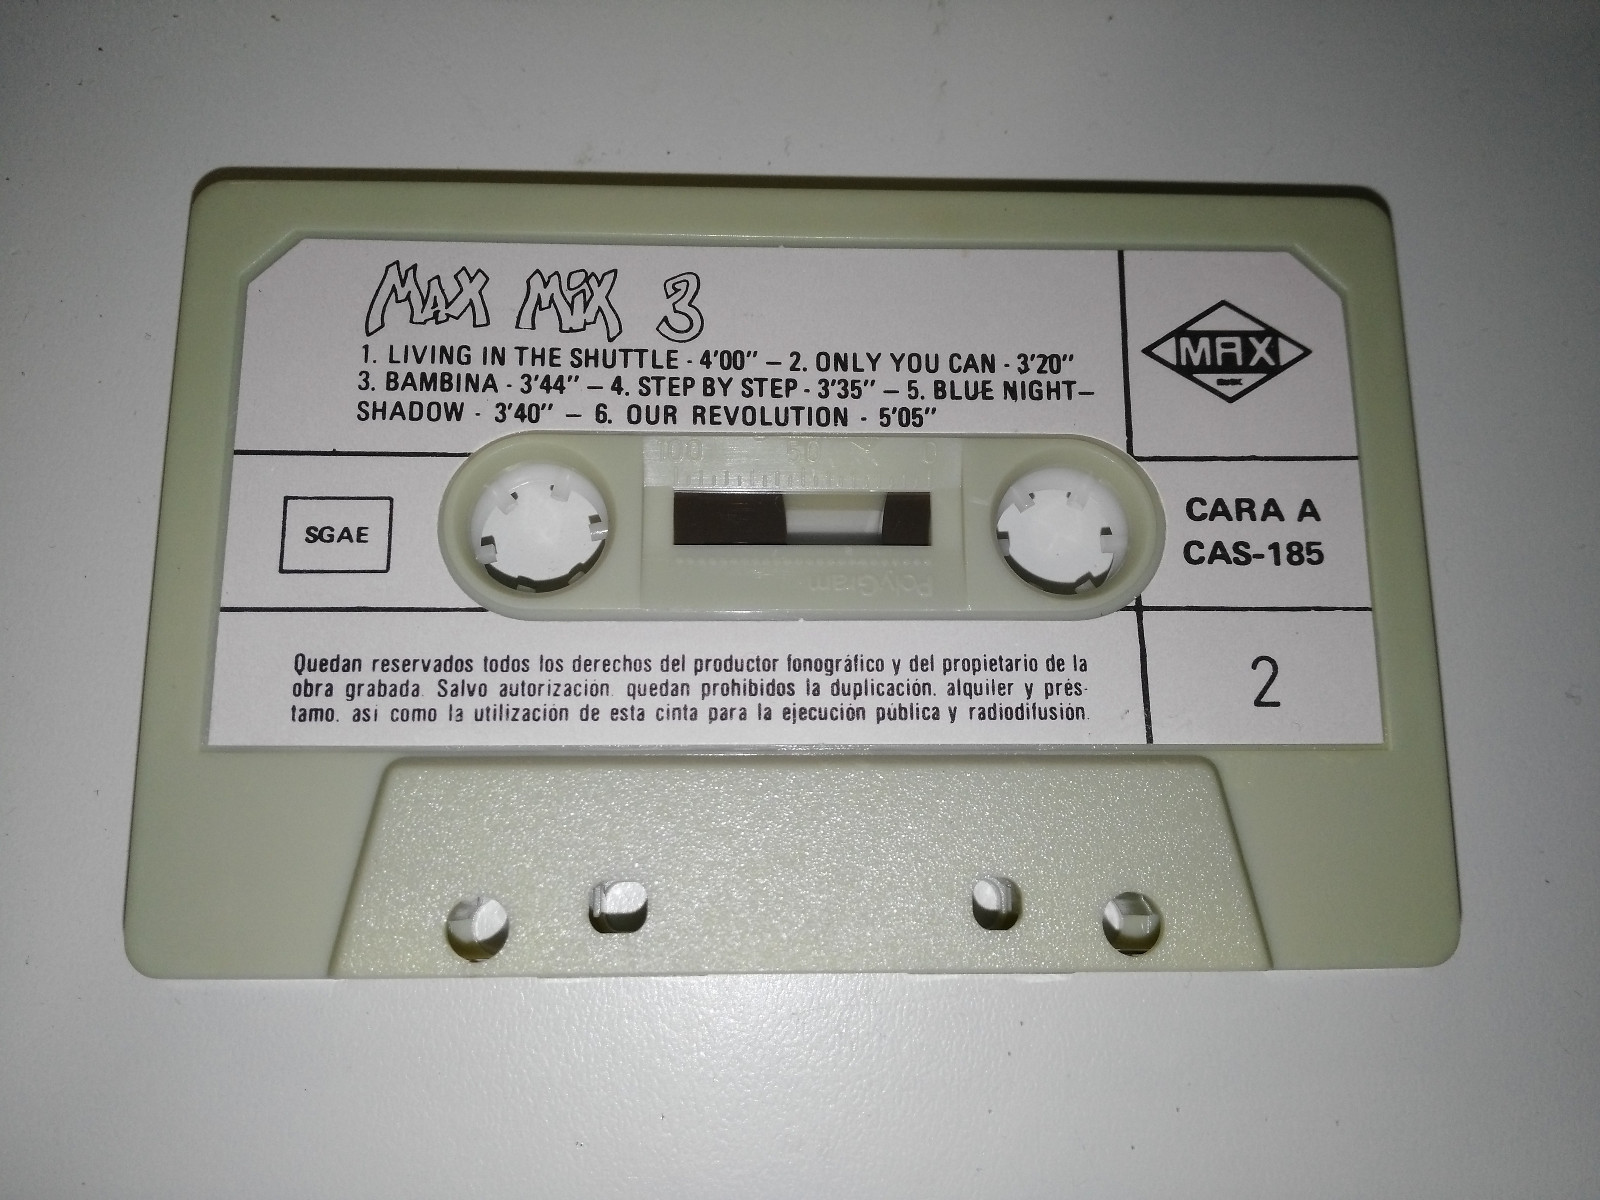 MAX MIX 3
1. LIVING IN THE SHUTTLE - 4'00" – 2. ONLY YOU CAN - 3'20"
3. BAMBINA - 3'44" – 4. STEP BY STEP - 3'35" – 5. BLUE NIGHT–
SHADOW - 3'40" – 6. OUR REVOLUTION - 5'05"
MAX
100 50 0
SGAE
CARA A
CAS-185
PolyGram
Quedan reservados todos los derechos del productor fonográfico y del propietario de la
obra grabada. Salvo autorización. quedan prohibidos la duplicación. alquiler y prés-
tamo. asi como la utilización de esta cinta para la ejecución pública y radiodifusión.
2